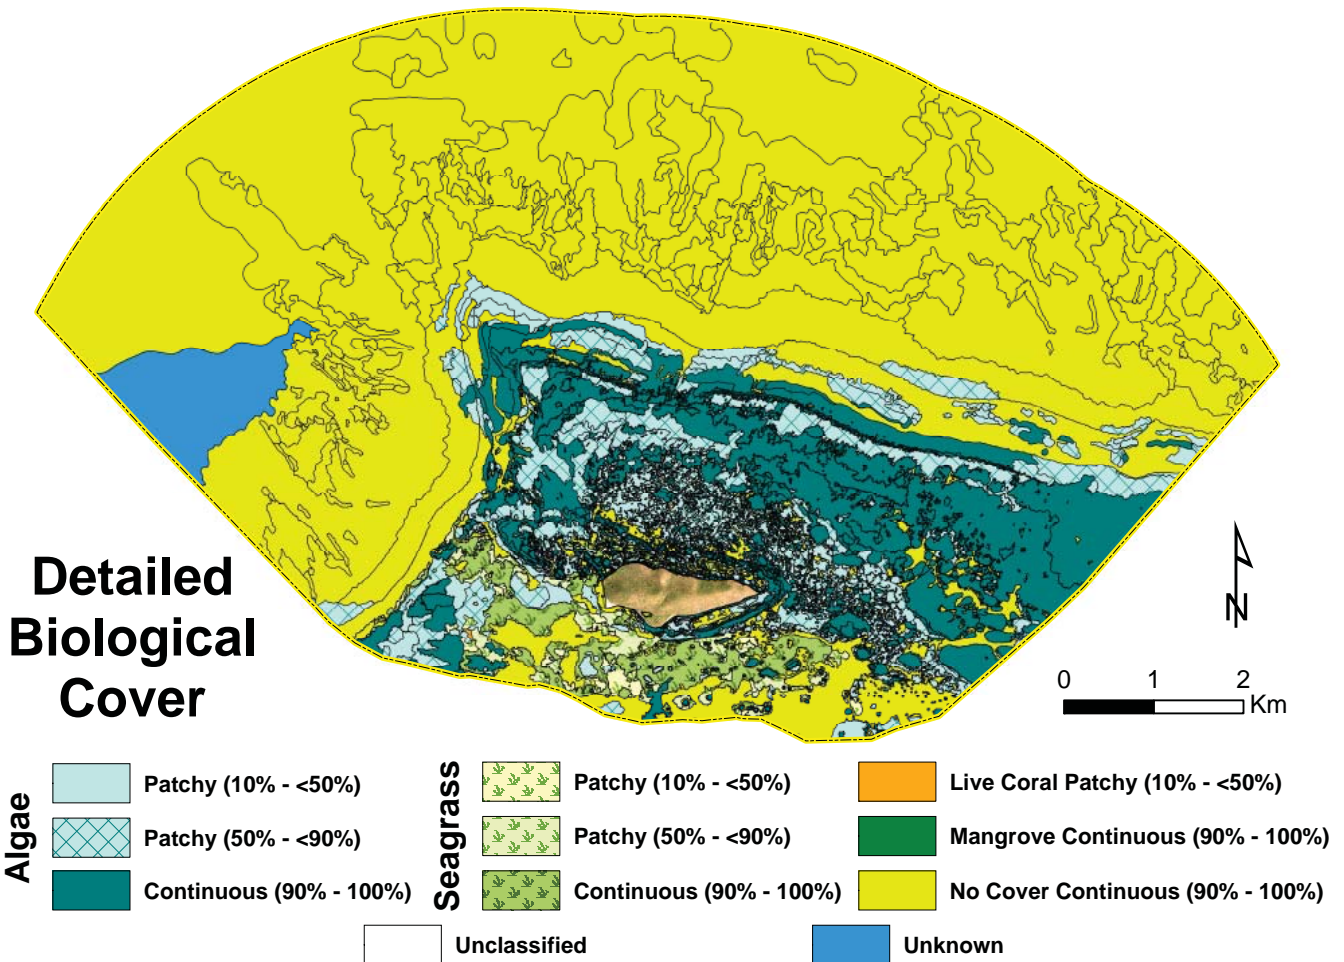 Detailed
Biological
Cover
N
0 1 2
Km
Algae
Patchy (10% - <50%)
Patchy (50% - <90%)
Continuous (90% - 100%)
Seagrass
Patchy (10% - <50%)
Patchy (50% - <90%)
Continuous (90% - 100%)
Live Coral Patchy (10% - <50%)
Mangrove Continuous (90% - 100%)
No Cover Continuous (90% - 100%)
Unclassified
Unknown